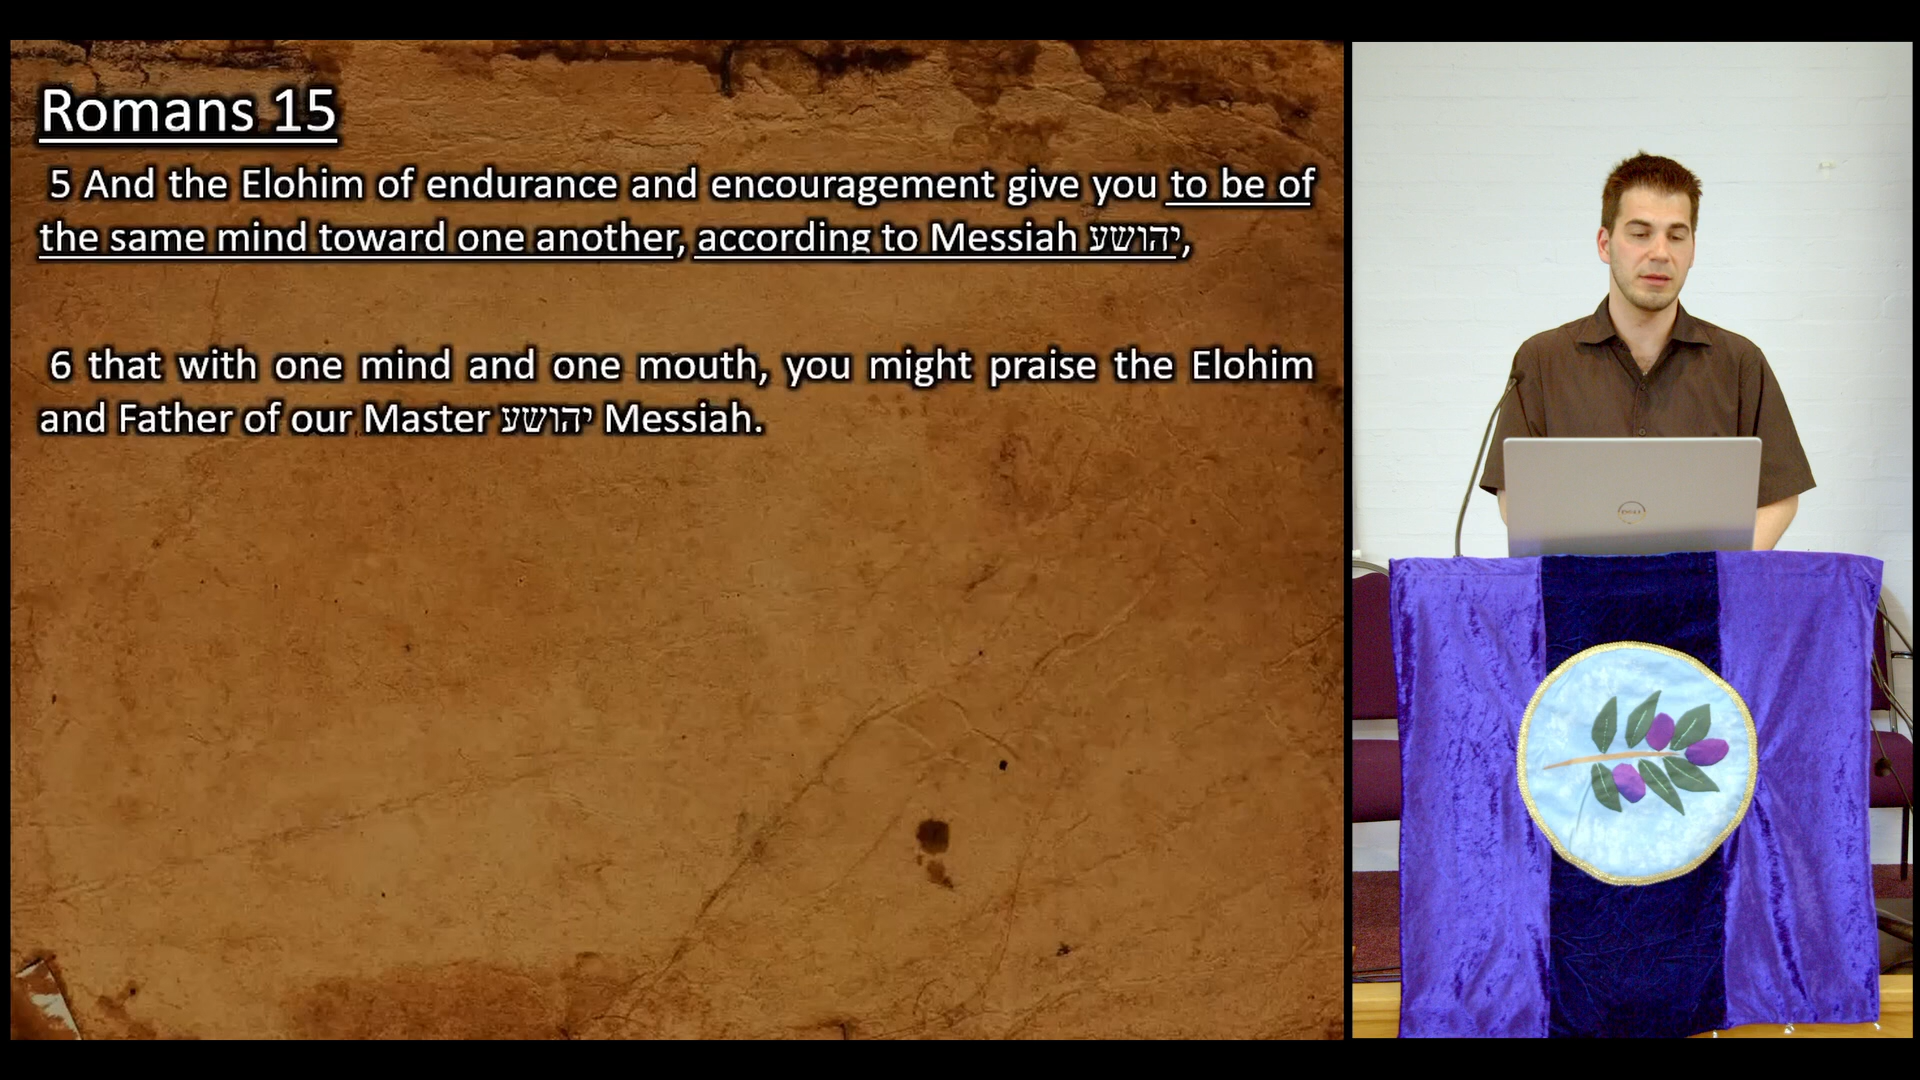 Romans 15
5 And the Elohim of endurance and encouragement give you to be of
the same mind toward one another, according to Messiah יהושע,
6 that with one mind and one mouth, you might praise the Elohim
and Father of our Master יהושע Messiah.
DELL